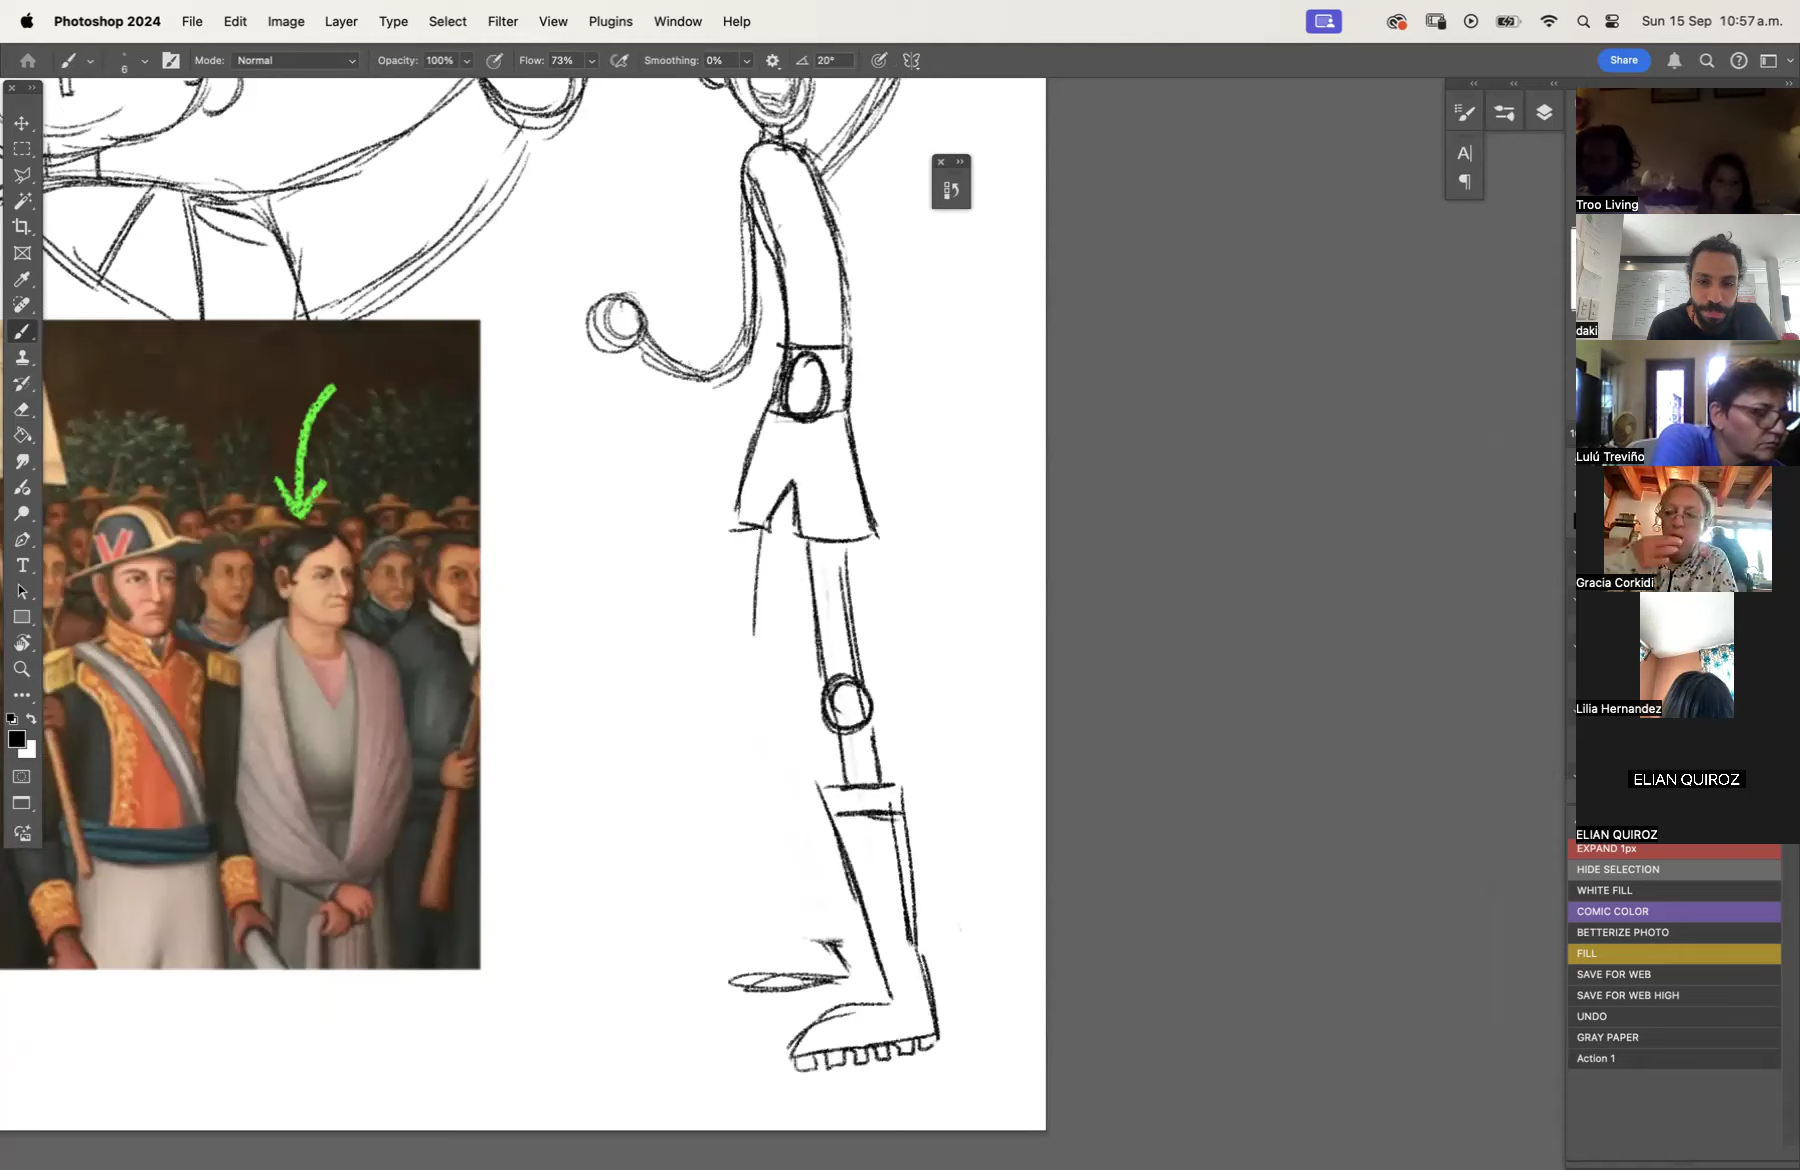 Photoshop 2024 File Edit Image Layer Type Select Filter View Plugins Window Help Sun 15 Sep 10:57 a.m.
6 Mode: Normal Opacity: 100% Flow: 73% Smoothing: 0% 20° Share
Troo Living
daki
Lulú Treviño
Gracia Corkidi
Lilia Hernandez
ELIAN QUIROZ
ELIAN QUIROZ
EXPAND 1px
HIDE SELECTION
WHITE FILL
COMIC COLOR
BETTERIZE PHOTO
FILL
SAVE FOR WEB
SAVE FOR WEB HIGH
UNDO
GRAY PAPER
Action 1